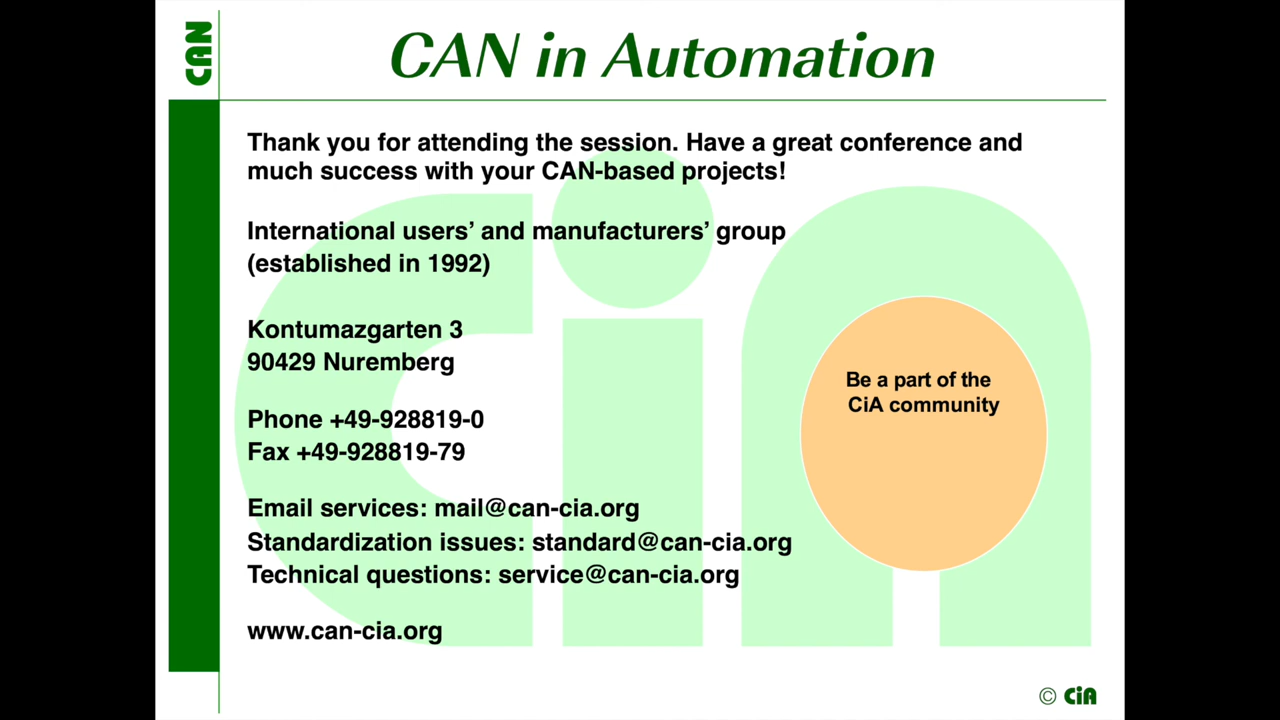 CAN
CAN in Automation
Thank you for attending the session. Have a great conference and
much success with your CAN-based projects!
International users’ and manufacturers’ group
(established in 1992)
Kontumazgarten 3
90429 Nuremberg
Phone +49-928819-0
Fax +49-928819-79
Email services: mail@can-cia.org
Standardization issues: standard@can-cia.org
Technical questions: service@can-cia.org
www.can-cia.org
Be a part of the
CiA community
CiA
© CiA